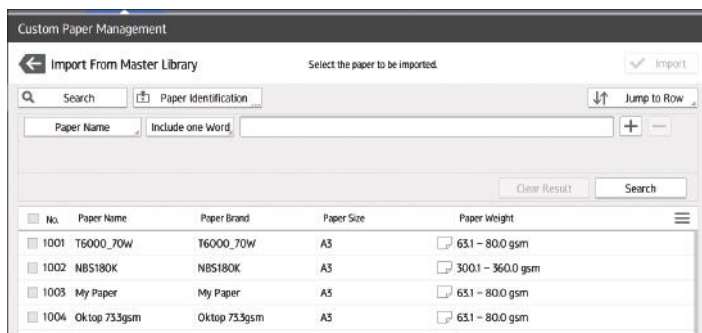 Custom Paper Management
Import From Master Library Select the paper to be imported. Import
Search Paper Identification ... Jump to Row
Paper Name Include one Word
Clear Result Search
No. Paper Name Paper Brand Paper Size Paper Weight
1001 T6000_70W T6000_70W A3 63.1 – 80.0 gsm
1002 NBS180K NBS180K A3 300.1 – 360.0 gsm
1003 My Paper My Paper A3 63.1 – 80.0 gsm
1004 Oktop 73.3gsm Oktop 73.3gsm A3 63.1 – 80.0 gsm